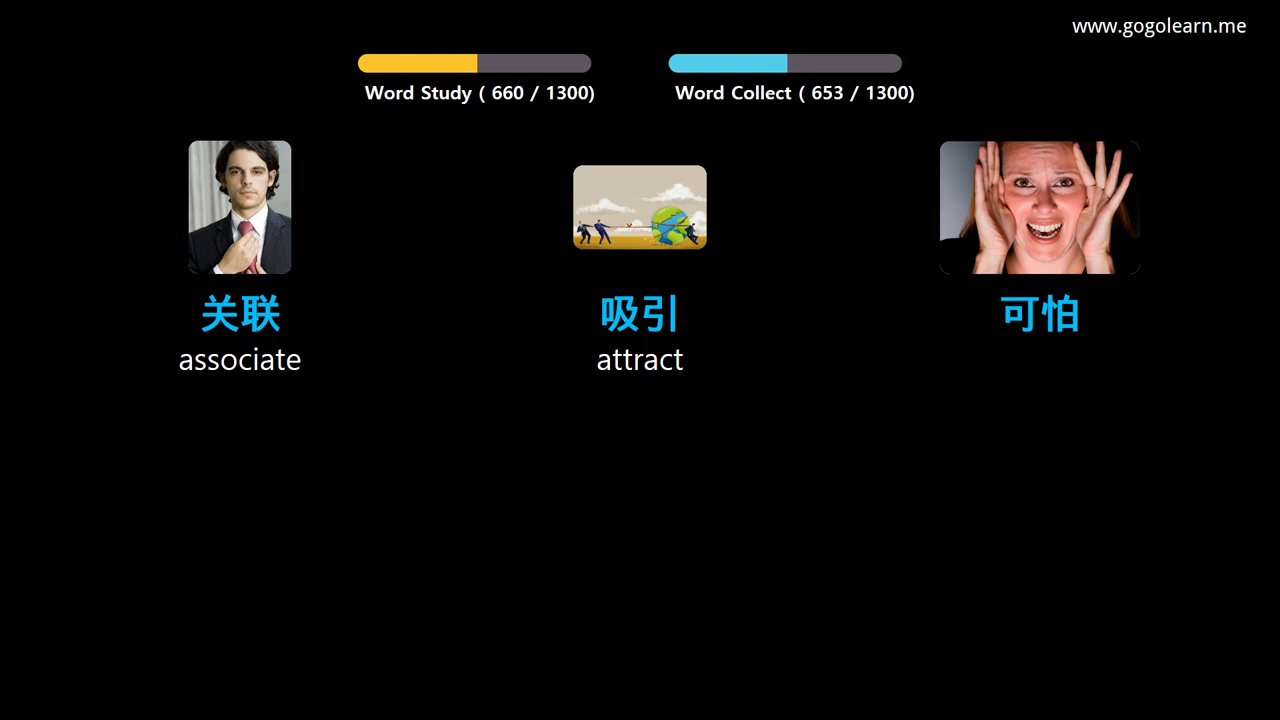 www.gogolearn.me
Word Study ( 660 / 1300)
Word Collect ( 653 / 1300)
关联
吸引
可怕
associate
attract